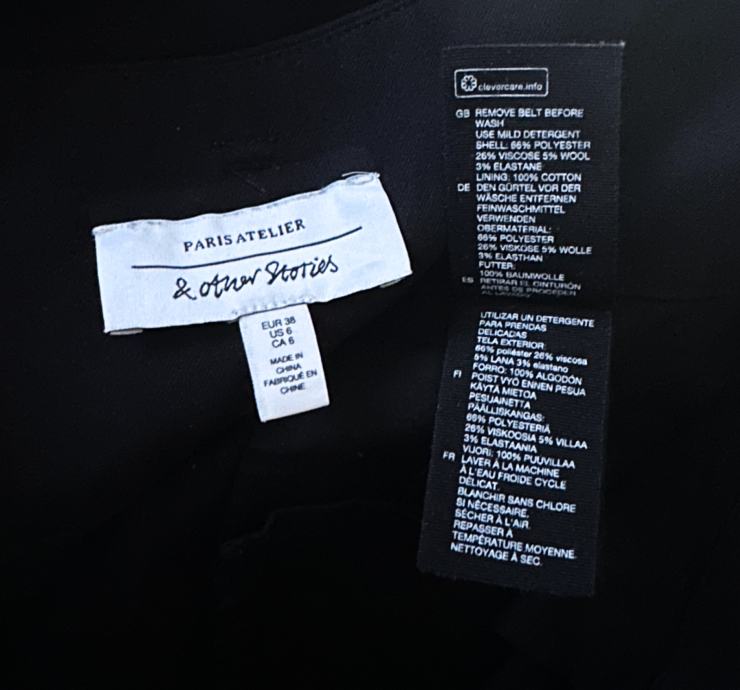 PARIS ATELIER
& other Stories
EUR 38
US 6
CA 6
MADE IN
CHINA
FABRIQUÉ EN
CHINE
clevercare.info
GB REMOVE BELT BEFORE
WASH
USE MILD DETERGENT
SHELL: 66% POLYESTER
26% VISCOSE 5% WOOL
3% ELASTANE
LINING: 100% COTTON
DE DEN GÜRTEL VOR DER
WÄSCHE ENTFERNEN
FEINWASCHMITTEL
VERWENDEN
OBERMATERIAL:
66% POLYESTER
26% VISKOSE 5% WOLLE
3% ELASTHAN
FUTTER:
100% BAUMWOLLE
ES RETIRAR EL CINTURÓN
ANTES DE PROCEDER
AL LAVADO
UTILIZAR UN DETERGENTE
PARA PRENDAS
DELICADAS
TELA EXTERIOR:
66% poliéster 26% viscosa
5% LANA 3% elastano
FORRO: 100% ALGODÓN
FI POIST VYÖ ENNEN PESUA
KÄYTÄ MIETOA
PESUAINETTA
PÄÄLLISKANGAS:
66% POLYESTERIÄ
26% VISKOOSIA 5% VILLAA
3% ELASTAANIA
VUORI: 100% PUUVILLAA
FR LAVER À LA MACHINE
À L'EAU FROIDE CYCLE
DÉLICAT.
BLANCHIR SANS CHLORE
SI NÉCESSAIRE.
SÉCHER À L'AIR.
REPASSER À
TEMPÉRATURE MOYENNE.
NETTOYAGE À SEC.